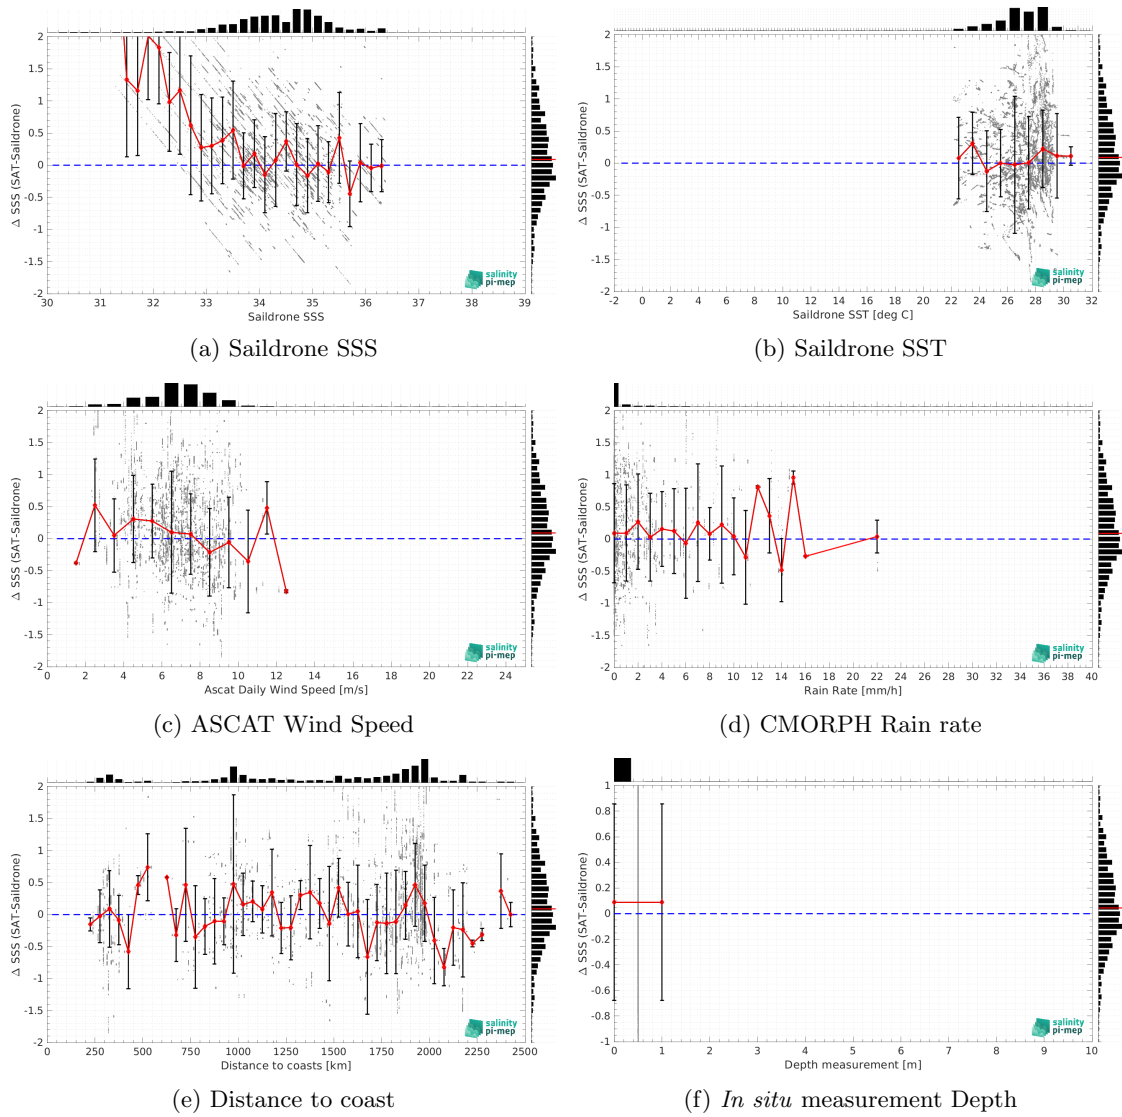 2
1.5
1
0.5
0
-0.5
-1
-1.5
-2
Δ SSS (SAT-Saildrone)
30 31 32 33 34 35 36 37 38 39
Saildrone SSS
salinity
pi-mep
(a) Saildrone SSS
2
1.5
1
0.5
0
-0.5
-1
-1.5
-2
Δ SSS (SAT-Saildrone)
-2 0 2 4 6 8 10 12 14 16 18 20 22 24 26 28 30 32
Saildrone SST [deg C]
salinity
pi-mep
(b) Saildrone SST
2
1.5
1
0.5
0
-0.5
-1
-1.5
-2
Δ SSS (SAT-Saildrone)
0 2 4 6 8 10 12 14 16 18 20 22 24
Ascat Daily Wind Speed [m/s]
salinity
pi-mep
(c) ASCAT Wind Speed
2
1.5
1
0.5
0
-0.5
-1
-1.5
-2
Δ SSS (SAT-Saildrone)
0 2 4 6 8 10 12 14 16 18 20 22 24 26 28 30 32 34 36 38 40
Rain Rate [mm/h]
salinity
pi-mep
(d) CMORPH Rain rate
2
1.5
1
0.5
0
-0.5
-1
-1.5
-2
Δ SSS (SAT-Saildrone)
0 250 500 750 1000 1250 1500 1750 2000 2250 2500
Distance to coasts [km]
salinity
pi-mep
(e) Distance to coast
1
0.8
0.6
0.4
0.2
0
-0.2
-0.4
-0.6
-0.8
-1
Δ SSS (SAT-Saildrone)
0 1 2 3 4 5 6 7 8 9 10
Depth measurement [m]
salinity
pi-mep
(f) In situ measurement Depth